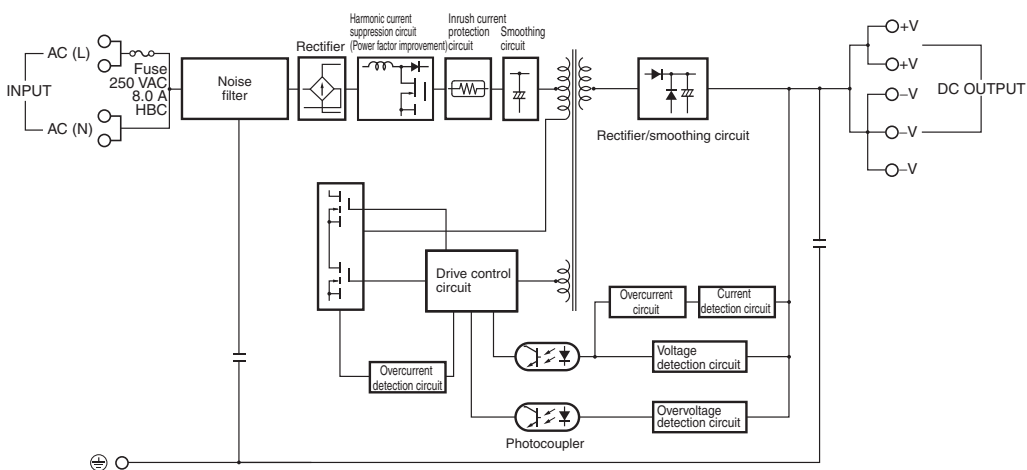 INPUT
AC (L)
AC (N)
Fuse
250 VAC
8.0 A
HBC
Noise
filter
Rectifier
Harmonic current
suppression circuit
(Power factor improvement)
Inrush current
protection
circuit
Smoothing
circuit
Rectifier/smoothing circuit
+V
+V
−V
−V
−V
DC OUTPUT
Drive control
circuit
Overcurrent
circuit
Current
detection circuit
Voltage
detection circuit
Overcurrent
detection circuit
Overvoltage
detection circuit
Photocoupler